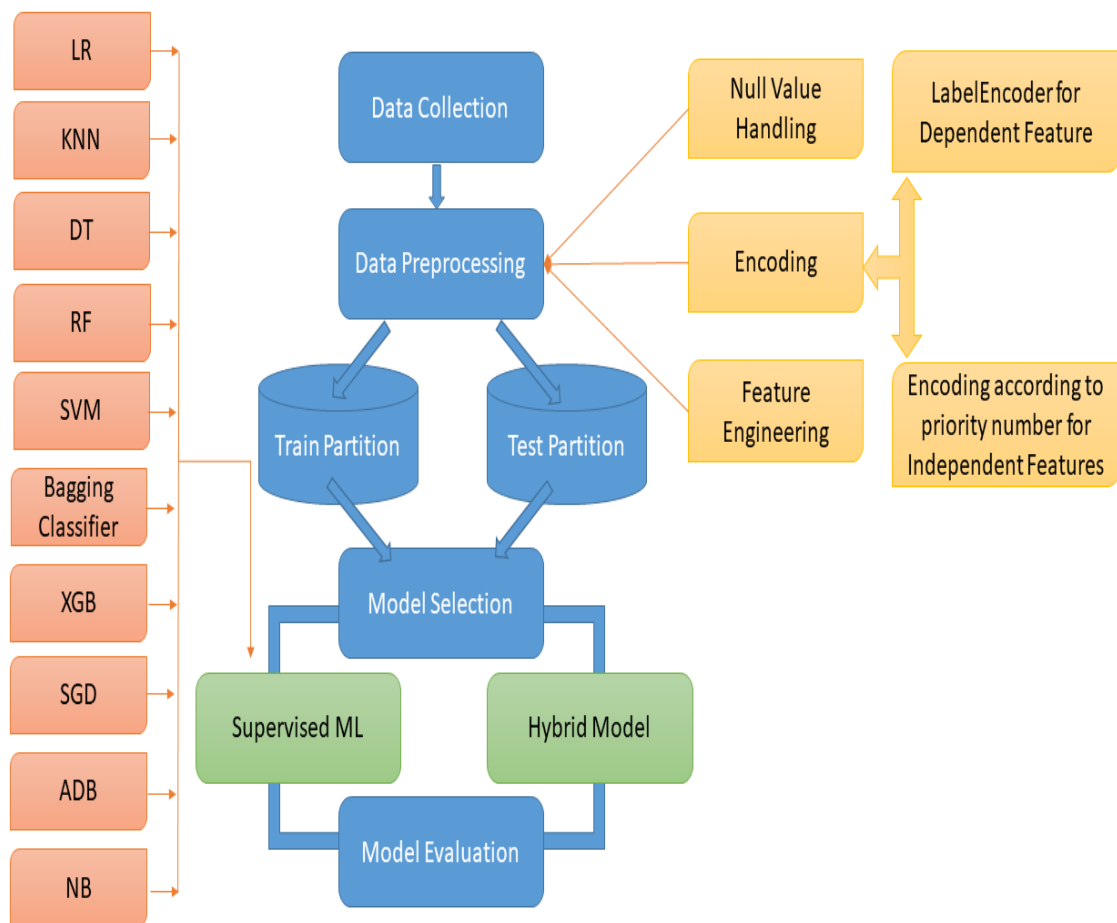 LR
KNN
DT
RF
SVM
Bagging
Classifier
XGB
SGD
ADB
NB
Data Collection
Data Preprocessing
Train Partition
Test Partition
Model Selection
Supervised ML
Hybrid Model
Model Evaluation
Null Value
Handling
Encoding
Feature
Engineering
LabelEncoder for
Dependent Feature
Encoding according to
priority number for
Independent Features